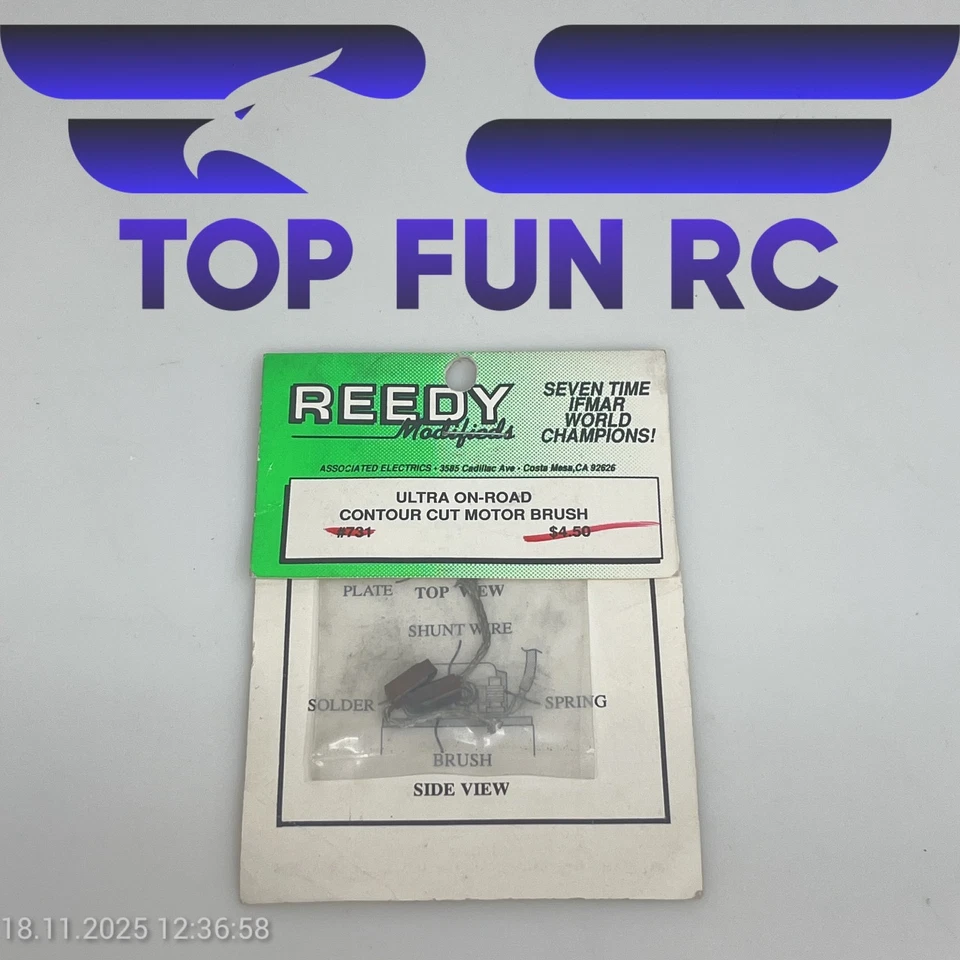 TOP FUN RC
REEDY
Modifieds
SEVEN TIME
IFMAR
WORLD
CHAMPIONS!
ASSOCIATED ELECTRICS • 3585 Cadillac Ave • Costa Mesa, CA 92626
ULTRA ON-ROAD
CONTOUR CUT MOTOR BRUSH
#731 $4.50
PLATE TOP VIEW
SHUNT WIRE
SOLDER SPRING
BRUSH
SIDE VIEW
18.11.2025 12:36:58